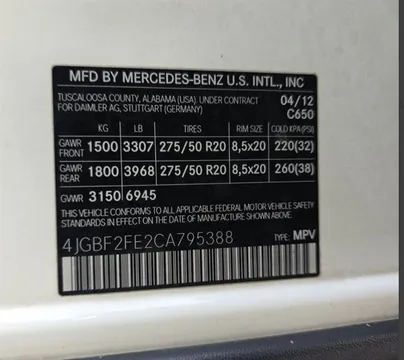 MFD BY MERCEDES-BENZ U.S. INTL., INC
TUSCALOOSA COUNTY, ALABAMA (USA). UNDER CONTRACT 04/12
FOR DAIMLER AG, STUTTGART (GERMANY) C650
KG LB TIRES RIM SIZE COLD KPA(PSI)
GAWR FRONT 1500 3307 275/50 R20 8,5x20 220(32)
GAWR REAR 1800 3968 275/50 R20 8,5x20 260(38)
GVWR 3150 6945
THIS VEHICLE CONFORMS TO ALL APPLICABLE FEDERAL MOTOR VEHICLE
SAFETY STANDARDS IN EFFECT ON THE DATE OF MANUFACTURE SHOWN ABOVE.
4JGBF2FE2CA795388 TYPE: MPV